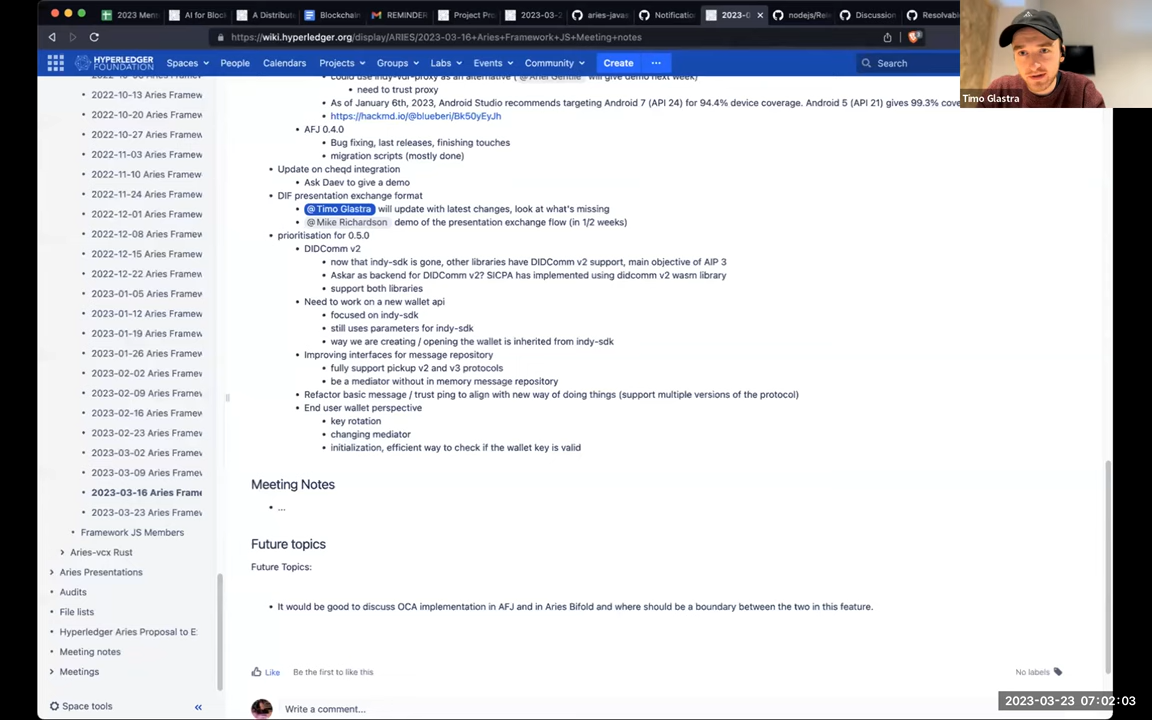 2023 Mem
AI for Bloc
A Distribut
Blockchain
REMINDER
Project Pro
2023-03-2
aries-javas
Notificatio
2023-0
nodejs/Rele
Discussion
Resolvable
https://wiki.hyperledger.org/display/ARIES/2023-03-16+Aries+Framework+JS+Meeting+notes
HYPERLEDGER FOUNDATION
Spaces
People
Calendars
Projects
Groups
Labs
Events
Community
Create
Search
Timo Glastra
2022-10-13 Aries Framew
2022-10-20 Aries Framew
2022-10-27 Aries Framew
2022-11-03 Aries Framew
2022-11-10 Aries Framew
2022-11-24 Aries Framew
2022-12-01 Aries Framew
2022-12-08 Aries Framew
2022-12-15 Aries Framew
2022-12-22 Aries Framew
2023-01-05 Aries Framew
2023-01-12 Aries Framew
2023-01-19 Aries Framew
2023-01-26 Aries Framew
2023-02-02 Aries Framew
2023-02-09 Aries Framew
2023-02-16 Aries Framew
2023-02-23 Aries Framew
2023-03-02 Aries Framew
2023-03-09 Aries Framew
2023-03-16 Aries Frame
2023-03-23 Aries Framew
Framework JS Members
Aries-vcx Rust
Aries Presentations
Audits
File lists
Hyperledger Aries Proposal to E
Meeting notes
Meetings
Space tools
need to trust proxy
As of January 6th, 2023, Android Studio recommends targeting Android 7 (API 24) for 94.4% device coverage. Android 5 (API 21) gives 99.3% cove
https://hackmd.io/@blueberi/Bk50yEyJh
AFJ 0.4.0
Bug fixing, last releases, finishing touches
migration scripts (mostly done)
Update on cheqd integration
Ask Daev to give a demo
DIF presentation exchange format
@Timo Glastra will update with latest changes, look at what's missing
@Mike Richardson demo of the presentation exchange flow (in 1/2 weeks)
prioritisation for 0.5.0
DIDComm v2
now that indy-sdk is gone, other libraries have DIDComm v2 support, main objective of AIP 3
Askar as backend for DIDComm v2? SICPA has implemented using didcomm v2 wasm library
support both libraries
Need to work on a new wallet api
focused on indy-sdk
still uses parameters for indy-sdk
way we are creating / opening the wallet is inherited from indy-sdk
Improving interfaces for message repository
fully support pickup v2 and v3 protocols
be a mediator without in memory message repository
Refactor basic message / trust ping to align with new way of doing things (support multiple versions of the protocol)
End user wallet perspective
key rotation
changing mediator
initialization, efficient way to check if the wallet key is valid
Meeting Notes
...
Future topics
Future Topics:
It would be good to discuss OCA implementation in AFJ and in Aries Bifold and where should be a boundary between the two in this feature.
Like
Be the first to like this
No labels
Write a comment...
2023-03-23 07:02:03